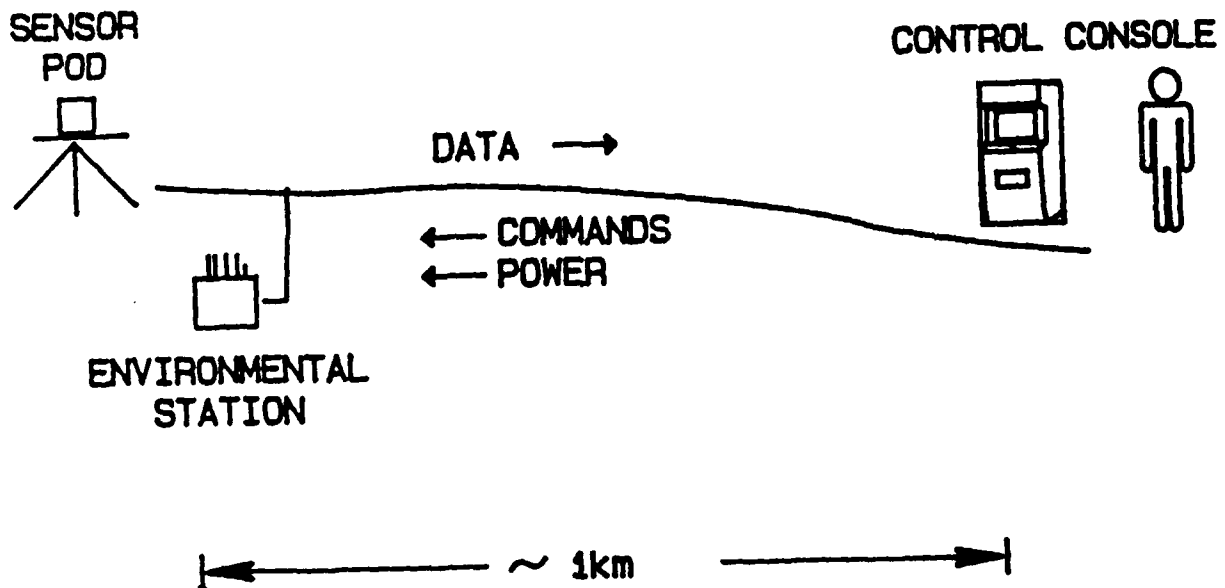 SENSOR
POD
CONTROL CONSOLE
DATA →
← COMMANDS
← POWER
ENVIRONMENTAL
STATION
~ 1km